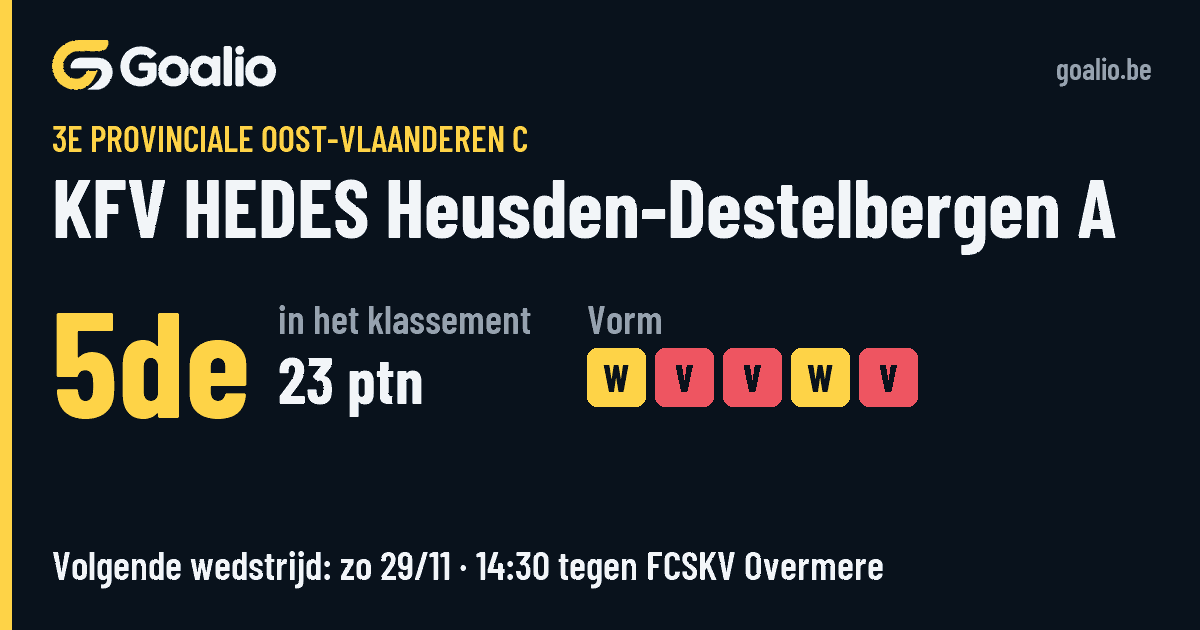 Goalio
goalio.be
3E PROVINCIALE OOST-VLAANDEREN C
KFV HEDES Heusden-Destelbergen A
5de
in het klassement
23 ptn
Vorm
W V V W V
Volgende wedstrijd: zo 29/11 · 14:30 tegen FCSKV Overmere